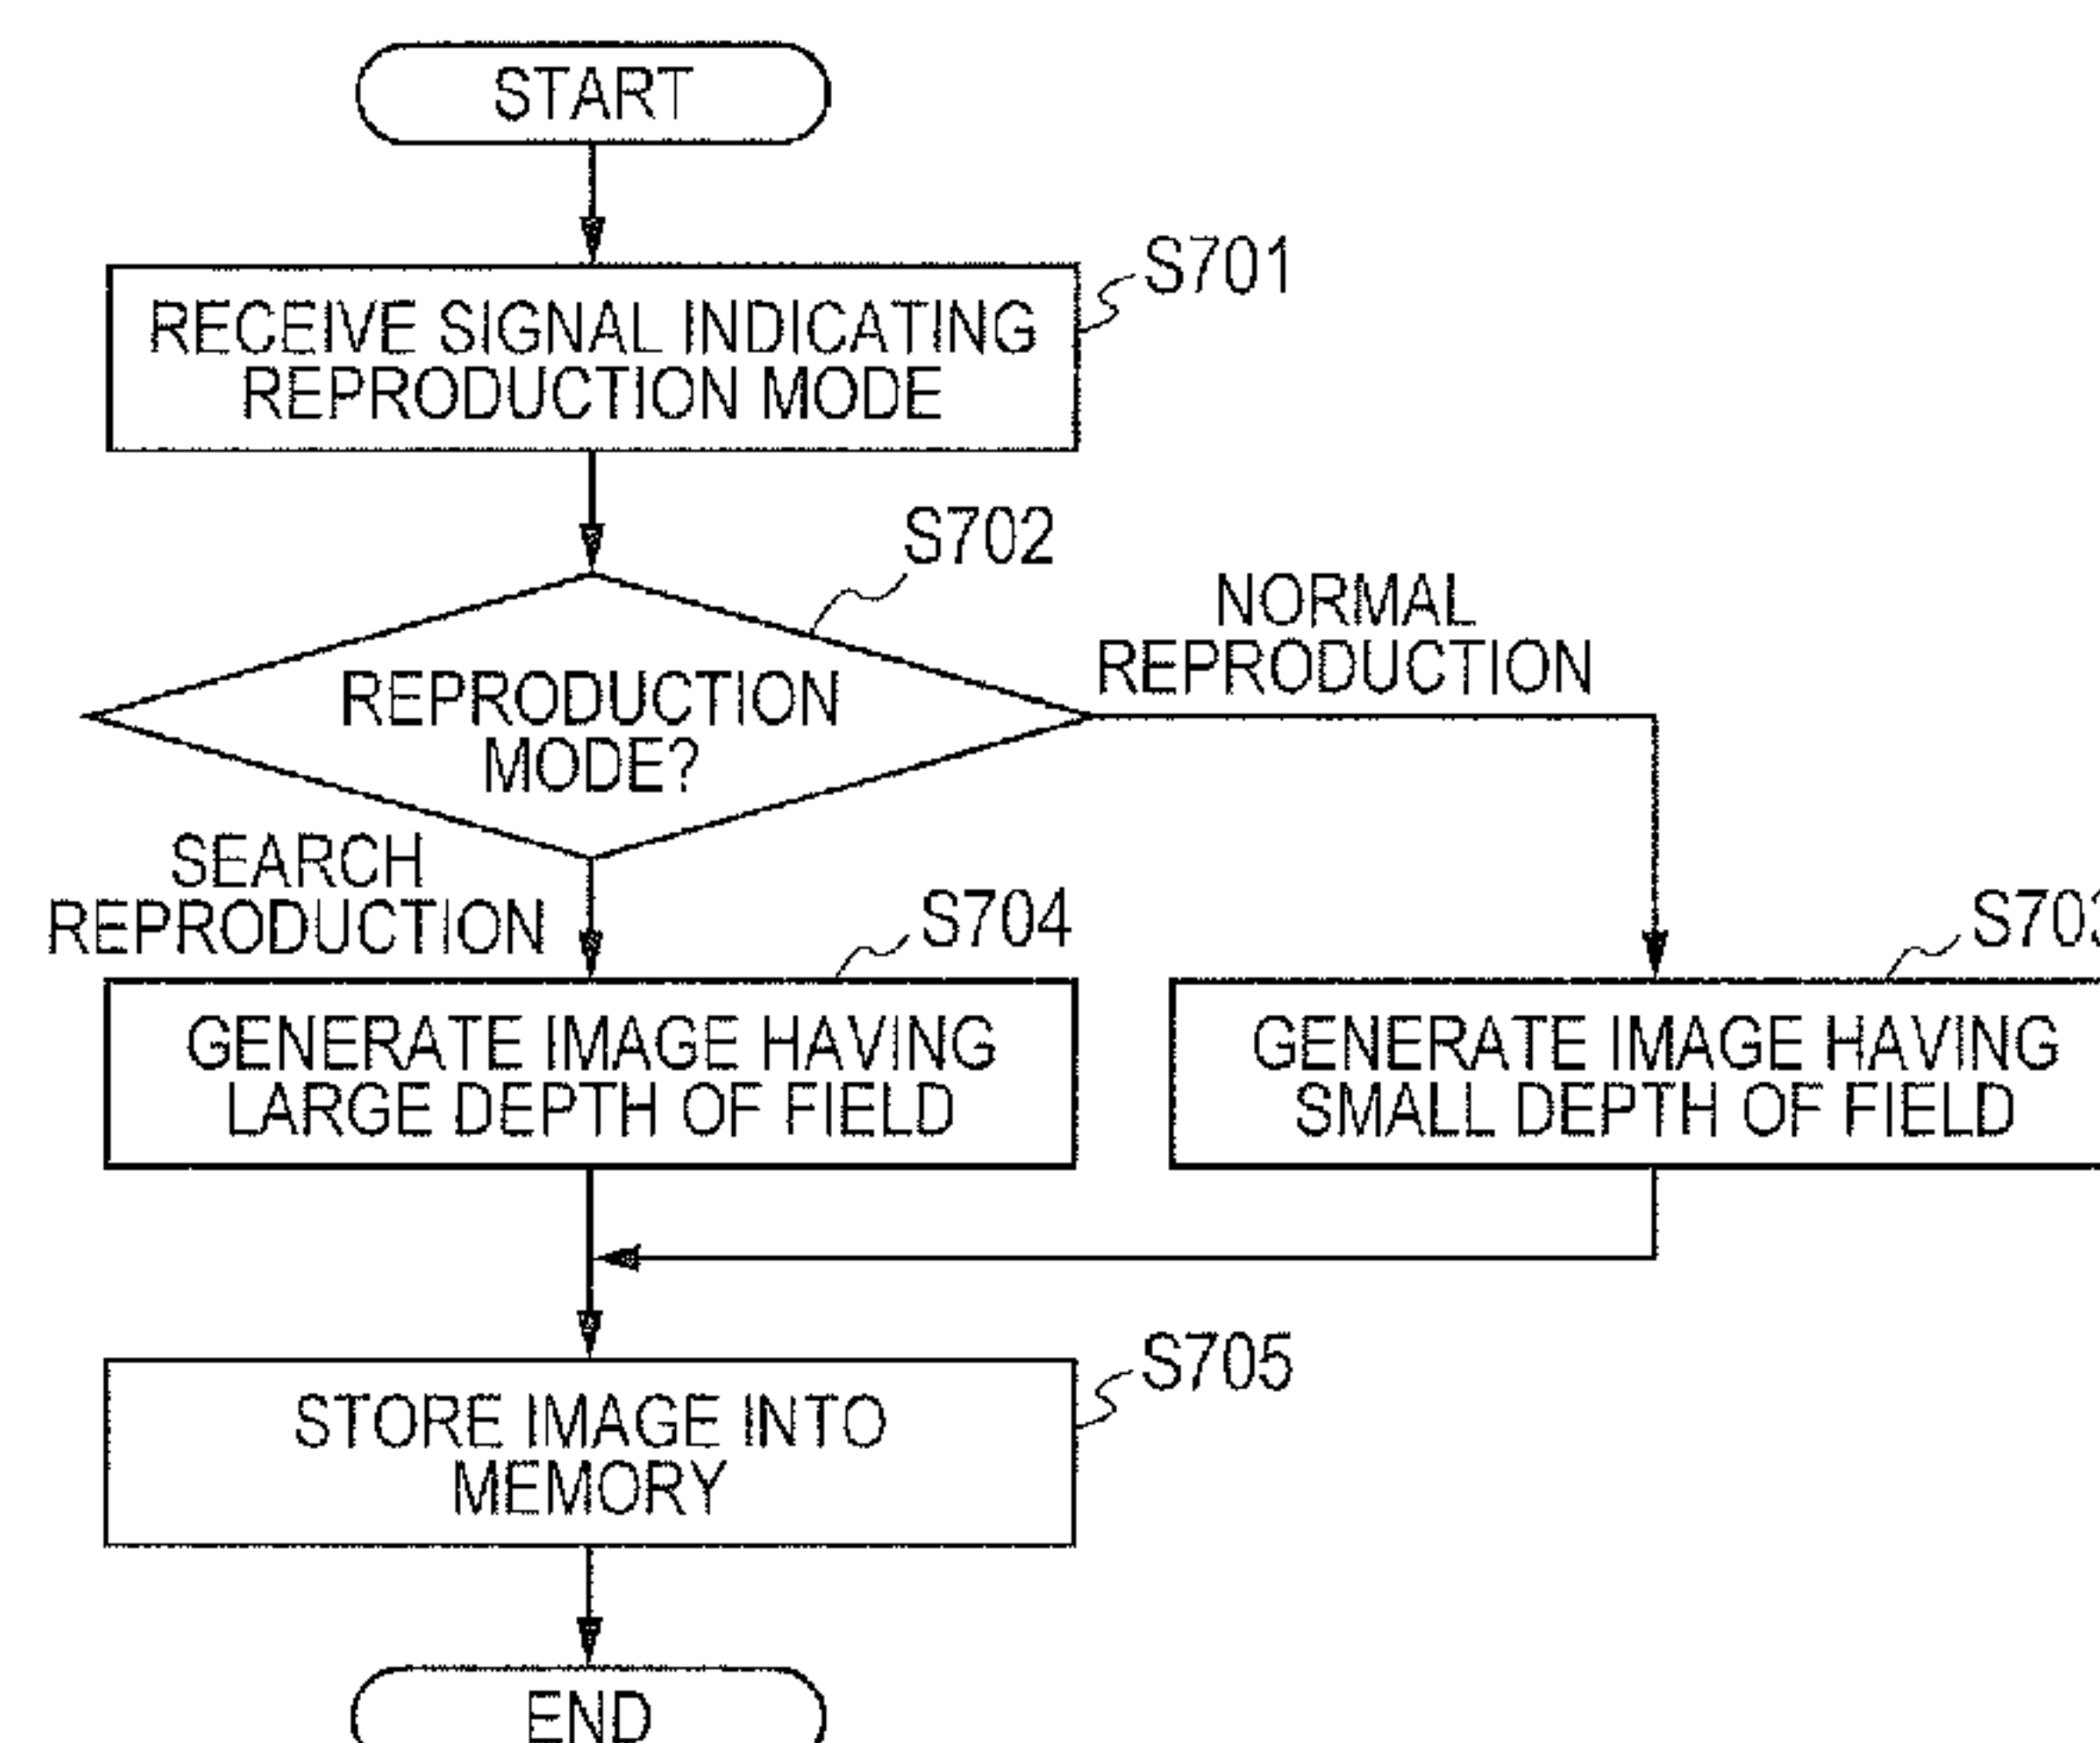 START
S701
RECEIVE SIGNAL INDICATING
REPRODUCTION MODE
S702
NORMAL
REPRODUCTION
REPRODUCTION
MODE?
SEARCH
REPRODUCTION
S704
S703
GENERATE IMAGE HAVING
LARGE DEPTH OF FIELD
GENERATE IMAGE HAVING
SMALL DEPTH OF FIELD
S705
STORE IMAGE INTO
MEMORY
END